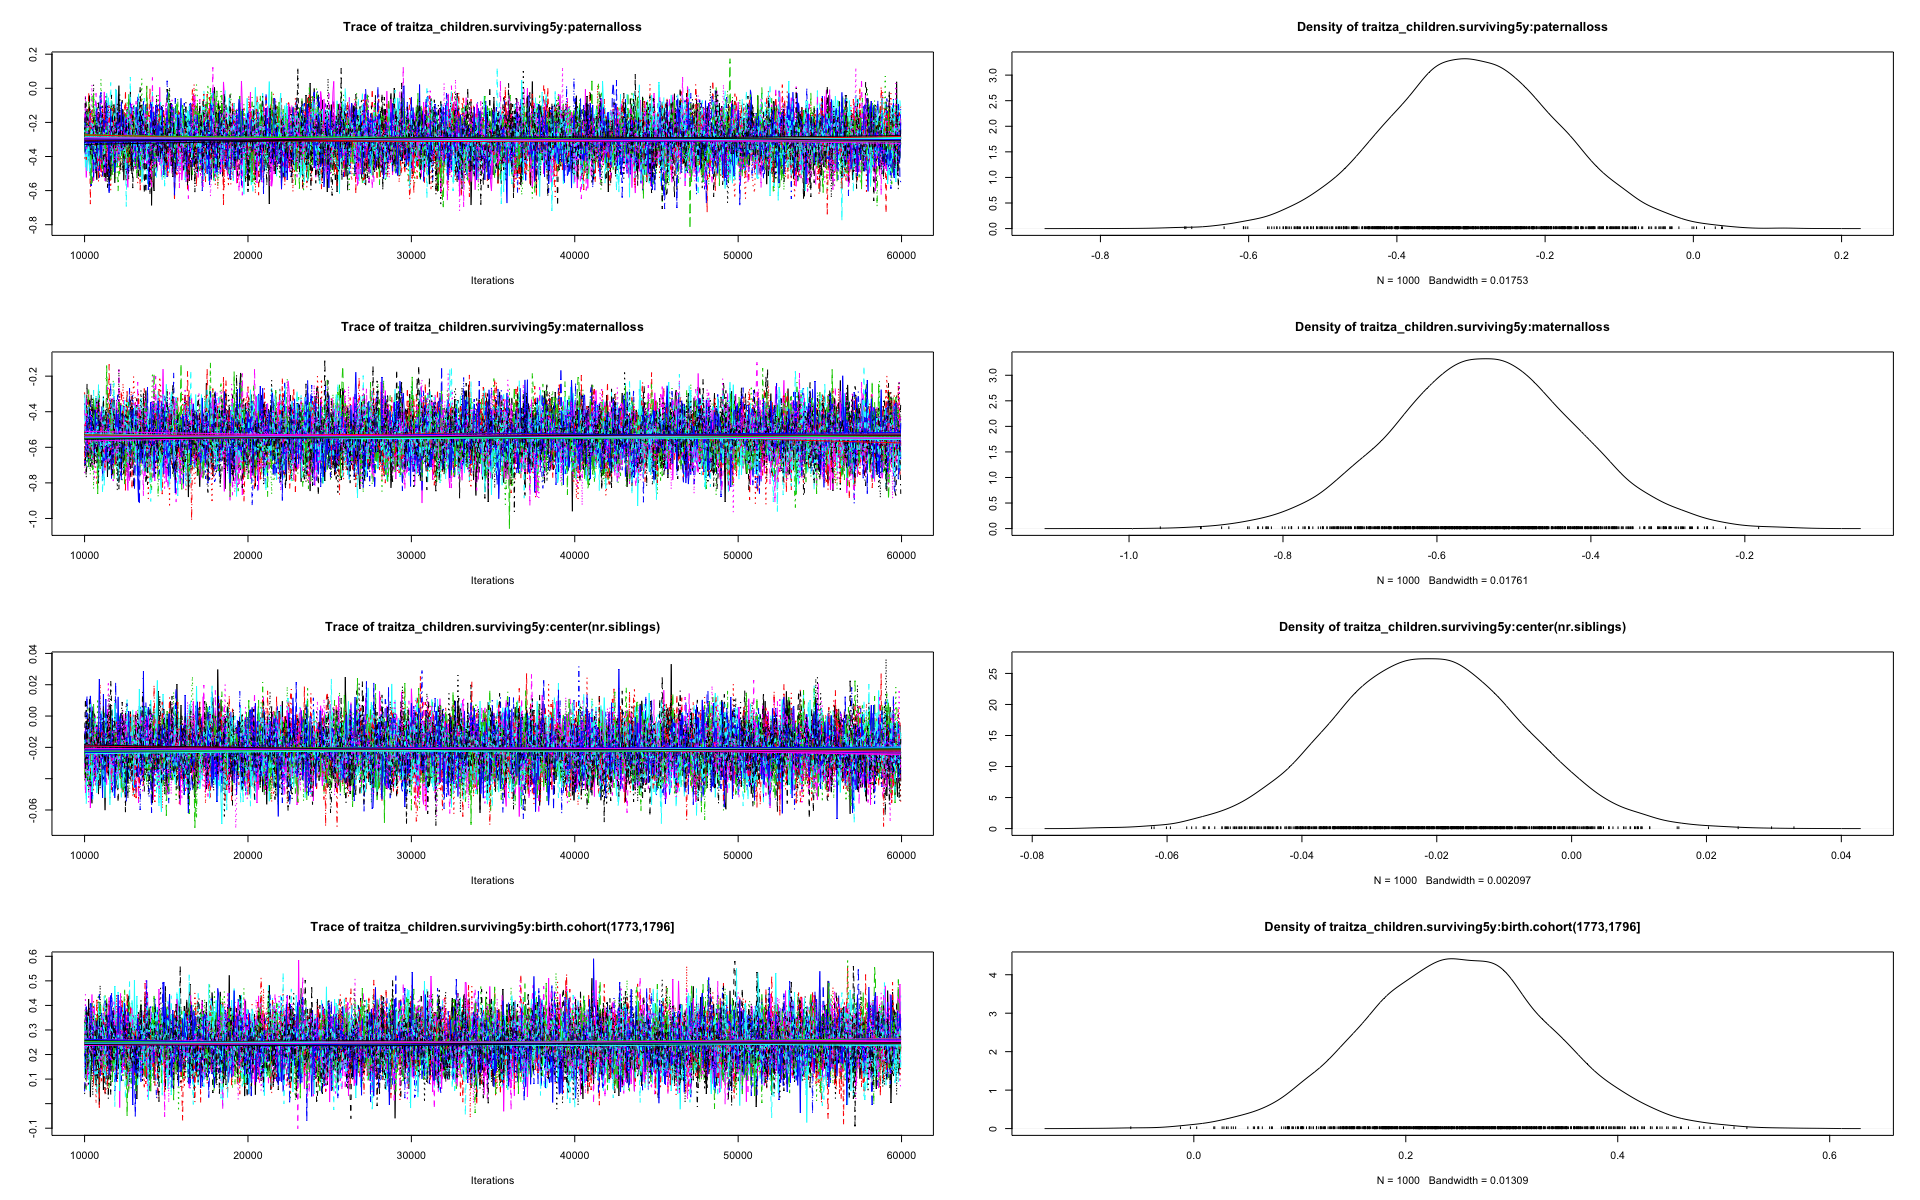 Trace of traitza_children.surviving5y:paternalloss
0.2
0.0
-0.2
-0.4
-0.6
-0.8
10000 20000 30000 40000 50000 60000
Iterations
Density of traitza_children.surviving5y:paternalloss
3.0
2.5
2.0
1.5
1.0
0.5
0.0
-0.8 -0.6 -0.4 -0.2 0.0 0.2
N = 1000 Bandwidth = 0.01753
Trace of traitza_children.surviving5y:maternalloss
-0.2
-0.4
-0.6
-0.8
-1.0
10000 20000 30000 40000 50000 60000
Iterations
Density of traitza_children.surviving5y:maternalloss
3.0
2.5
2.0
1.5
1.0
0.5
0.0
-1.0 -0.8 -0.6 -0.4 -0.2
N = 1000 Bandwidth = 0.01761
Trace of traitza_children.surviving5y:center(nr.siblings)
0.04
0.02
0.00
-0.02
-0.06
10000 20000 30000 40000 50000 60000
Iterations
Density of traitza_children.surviving5y:center(nr.siblings)
25
20
15
10
5
0
-0.08 -0.06 -0.04 -0.02 0.00 0.02 0.04
N = 1000 Bandwidth = 0.002097
Trace of traitza_children.surviving5y:birth.cohort(1773,1796]
0.6
0.5
0.4
0.3
0.2
0.1
-0.1
10000 20000 30000 40000 50000 60000
Iterations
Density of traitza_children.surviving5y:birth.cohort(1773,1796]
4
3
2
1
0
0.0 0.2 0.4 0.6
N = 1000 Bandwidth = 0.01309